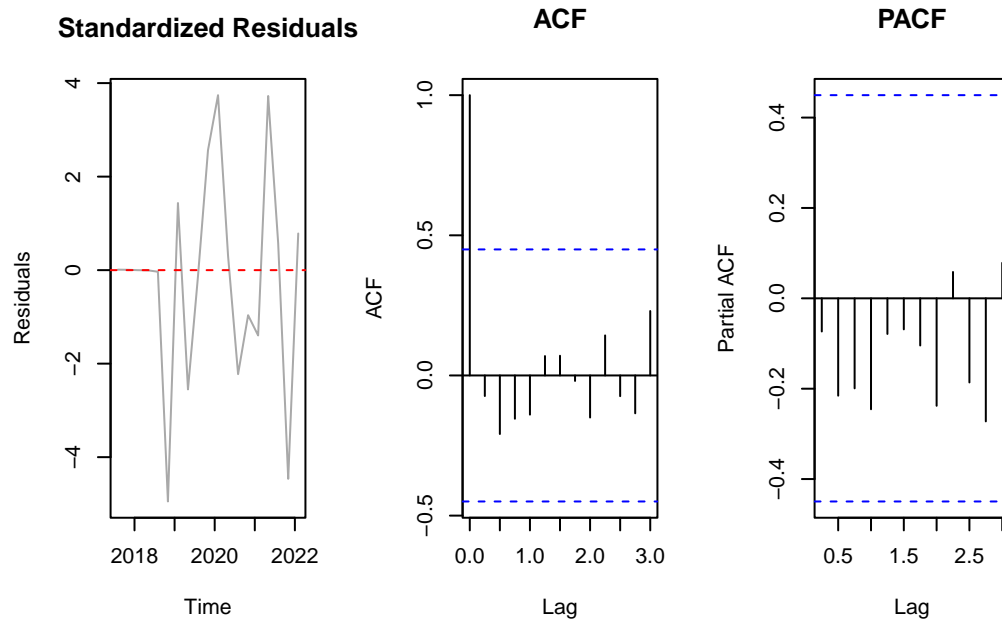 Standardized Residuals
Residuals
4
2
0
−2
−4
2018
2020
2022
Time
ACF
ACF
1.0
0.5
0.0
−0.5
0.0
1.0
2.0
3.0
Lag
PACF
Partial ACF
0.4
0.2
0.0
−0.2
−0.4
0.5
1.5
2.5
Lag